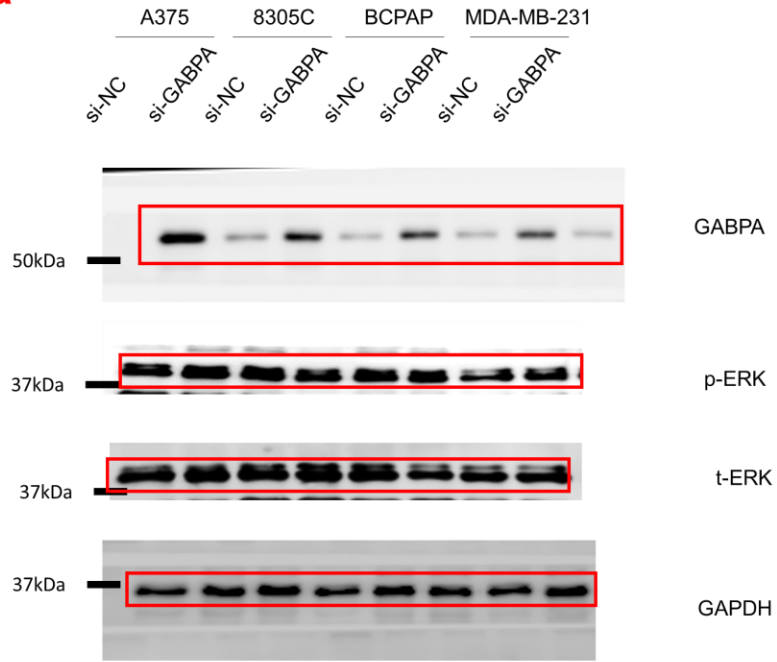 a
A375 8305C BCPAP MDA-MB-231
si-NC si-GABPA si-NC si-GABPA si-NC si-GABPA si-NC si-GABPA
GABPA
50kDa
37kDa p-ERK
t-ERK
37kDa
37kDa
GAPDH